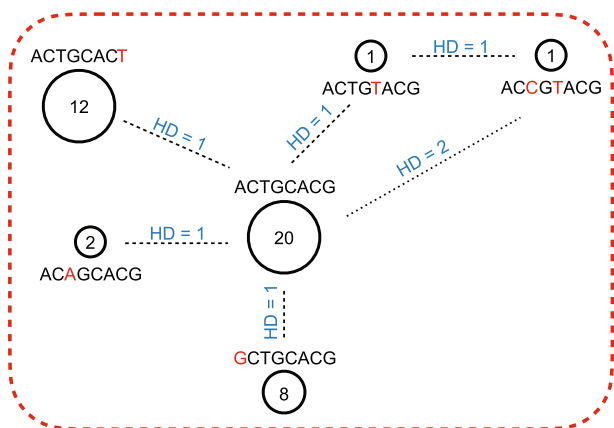 ACTGCACT
12
HD = 1
1
ACTGTACG
HD = 1
1
ACCGTACG
HD = 1
HD = 2
ACTGCACG
20
2
ACAGCACG
HD = 1
HD = 1
GCTGCACG
8